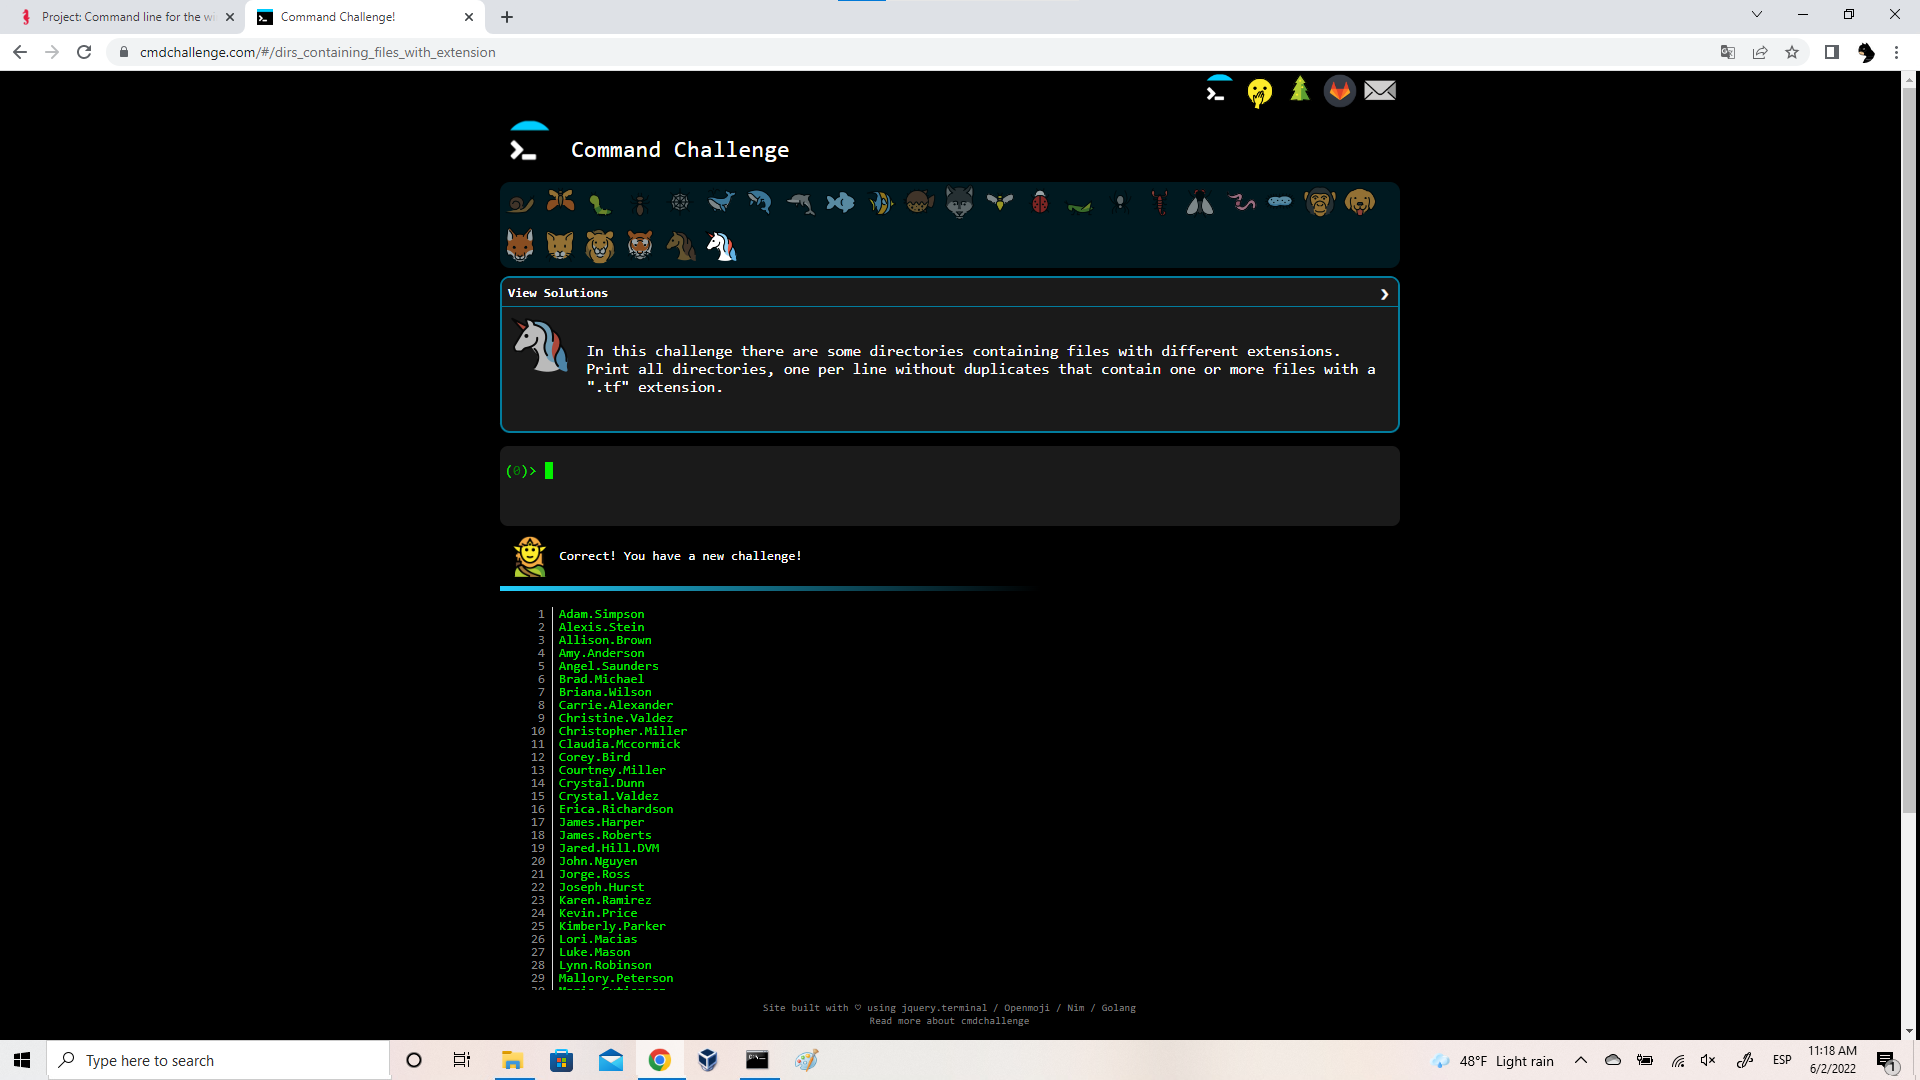 Project: Command line for the wi
Command Challenge!
cmdchallenge.com/#/dirs_containing_files_with_extension
Command Challenge
View Solutions
In this challenge there are some directories containing files with different extensions.
Print all directories, one per line without duplicates that contain one or more files with a
".tf" extension.
(0)>
Correct! You have a new challenge!
1 Adam.Simpson
2 Alexis.Stein
3 Allison.Brown
4 Amy.Anderson
5 Angel.Saunders
6 Brad.Michael
7 Briana.Wilson
8 Carrie.Alexander
9 Christine.Valdez
10 Christopher.Miller
11 Claudia.Mccormick
12 Corey.Bird
13 Courtney.Miller
14 Crystal.Dunn
15 Crystal.Valdez
16 Erica.Richardson
17 James.Harper
18 James.Roberts
19 Jared.Hill.DVM
20 John.Nguyen
21 Jorge.Ross
22 Joseph.Hurst
23 Karen.Ramirez
24 Kevin.Price
25 Kimberly.Parker
26 Lori.Macias
27 Luke.Mason
28 Lynn.Robinson
29 Mallory.Peterson
Site built with ♡ using jquery.terminal / Openmoji / Nim / Golang
Read more about cmdchallenge
Type here to search
48°F Light rain
ESP
11:18 AM
6/2/2022
1